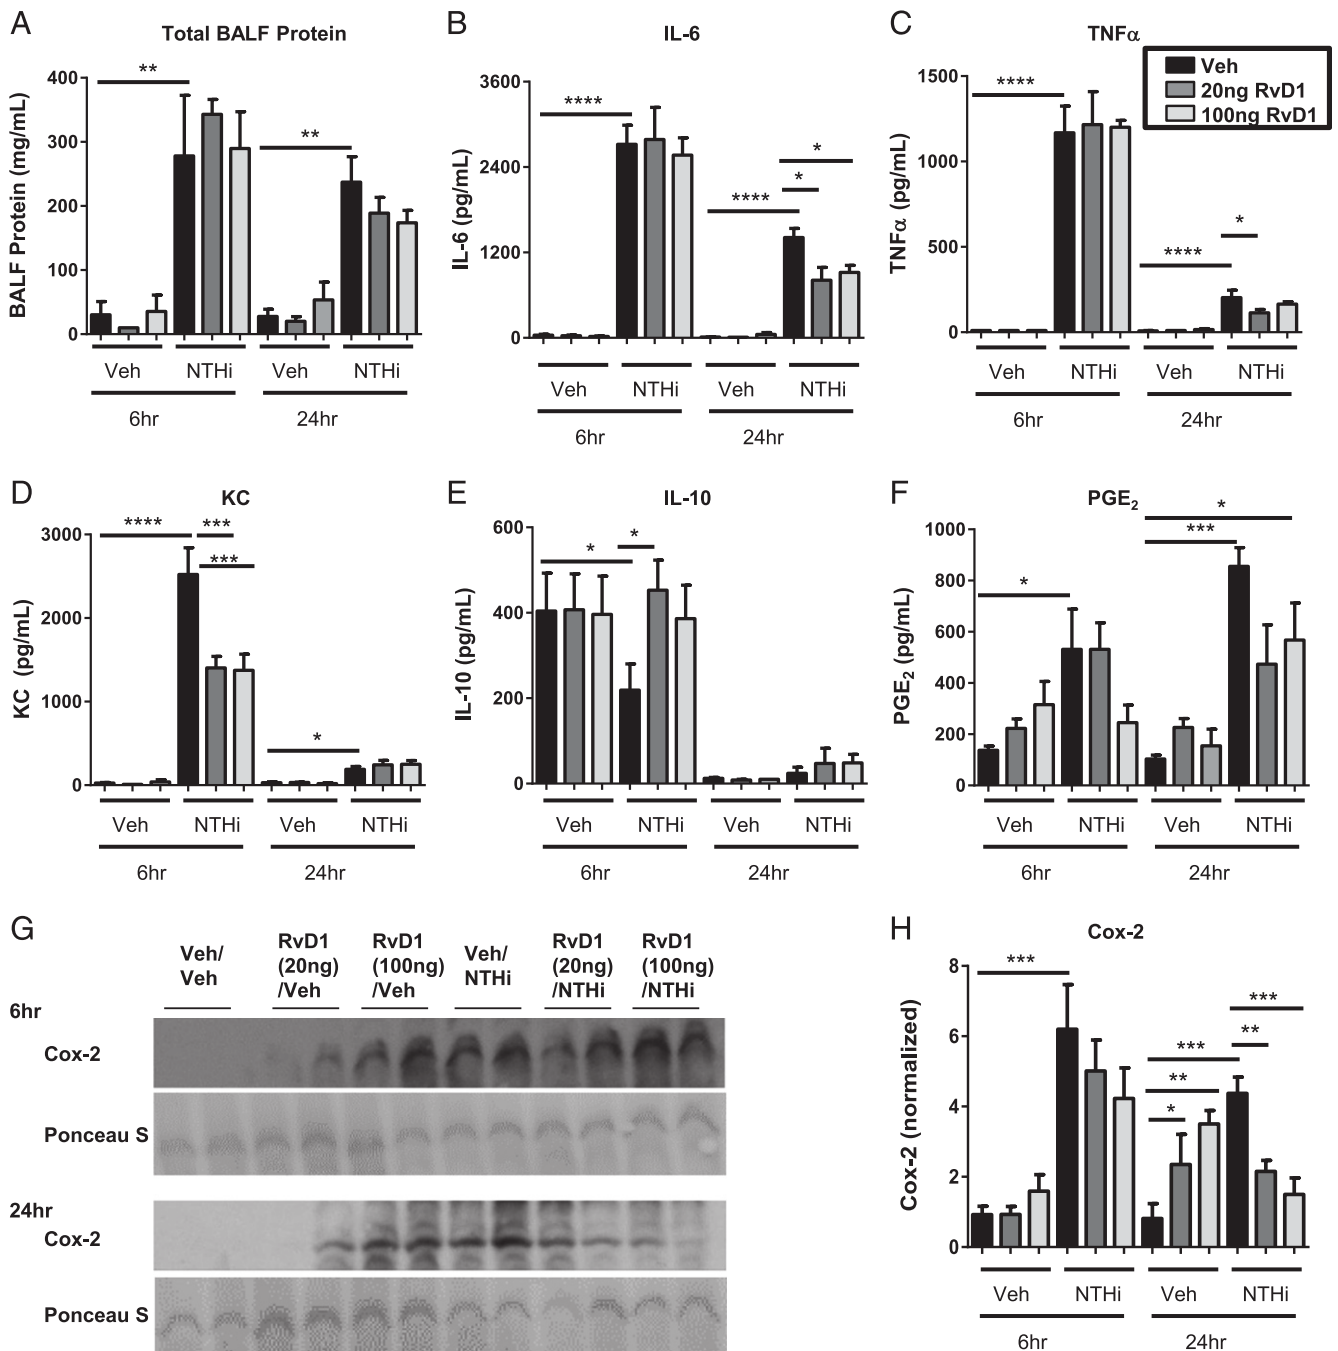 A
Total BALF Protein
BALF Protein (mg/mL)
400
300
200
100
0
**
**
Veh
NTHi
Veh
NTHi
6hr
24hr
B
IL-6
IL-6 (pg/mL)
3600
2400
1200
0
****
****
*
*
Veh
NTHi
Veh
NTHi
6hr
24hr
C
TNFα
TNFα (pg/mL)
1500
1000
500
0
****
****
*
Veh
20ng RvD1
100ng RvD1
Veh
NTHi
Veh
NTHi
6hr
24hr
D
KC
KC (pg/mL)
3000
2000
1000
0
****
***
***
*
Veh
NTHi
Veh
NTHi
6hr
24hr
E
IL-10
IL-10 (pg/mL)
600
400
200
0
*
*
Veh
NTHi
Veh
NTHi
6hr
24hr
F
PGE₂
PGE₂ (pg/mL)
1000
800
600
400
200
0
*
*
***
Veh
NTHi
Veh
NTHi
6hr
24hr
G
Veh/
Veh
RvD1
(20ng)
/Veh
RvD1
(100ng)
/Veh
Veh/
NTHi
RvD1
(20ng)
/NTHi
RvD1
(100ng)
/NTHi
6hr
Cox-2
Ponceau S
24hr
Cox-2
Ponceau S
H
Cox-2
Cox-2 (normalized)
8
6
4
2
0
***
***
**
***
**
*
Veh
NTHi
Veh
NTHi
6hr
24hr